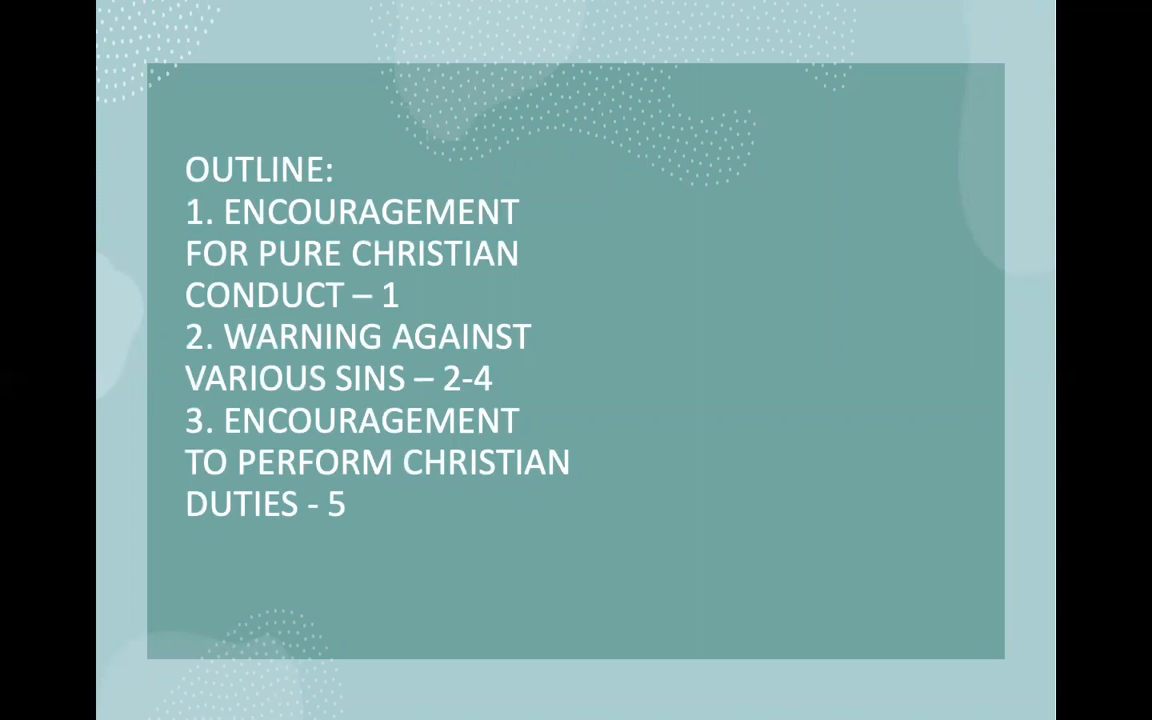 OUTLINE:
1. ENCOURAGEMENT
FOR PURE CHRISTIAN
CONDUCT – 1
2. WARNING AGAINST
VARIOUS SINS – 2-4
3. ENCOURAGEMENT
TO PERFORM CHRISTIAN
DUTIES - 5